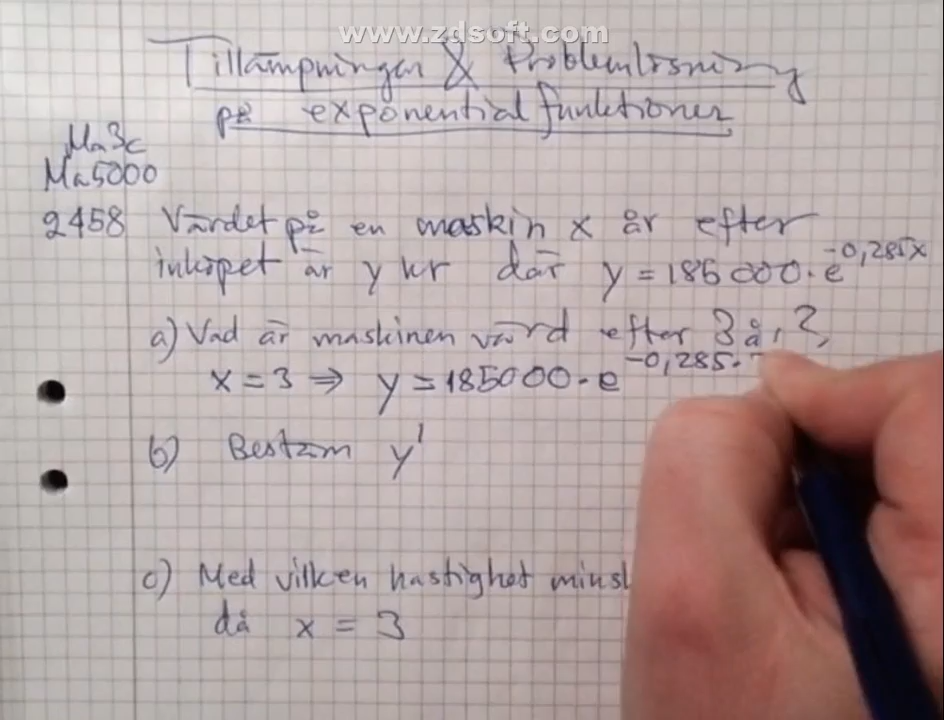 www.zdsoft.com
Tillämpningar & Problemlösning
på exponentialfunktioner
Ma3c
Ma5000
2458 Värdet på en maskin x år efter
inköpet är y kr där y = 185 000 · e^-0,285x
a) Vad är maskinen värd efter 3 år?
x = 3 ⇒ y = 185000 · e^-0,285·
b) Bestäm y'
c) Med vilken hastighet minsk
då x = 3